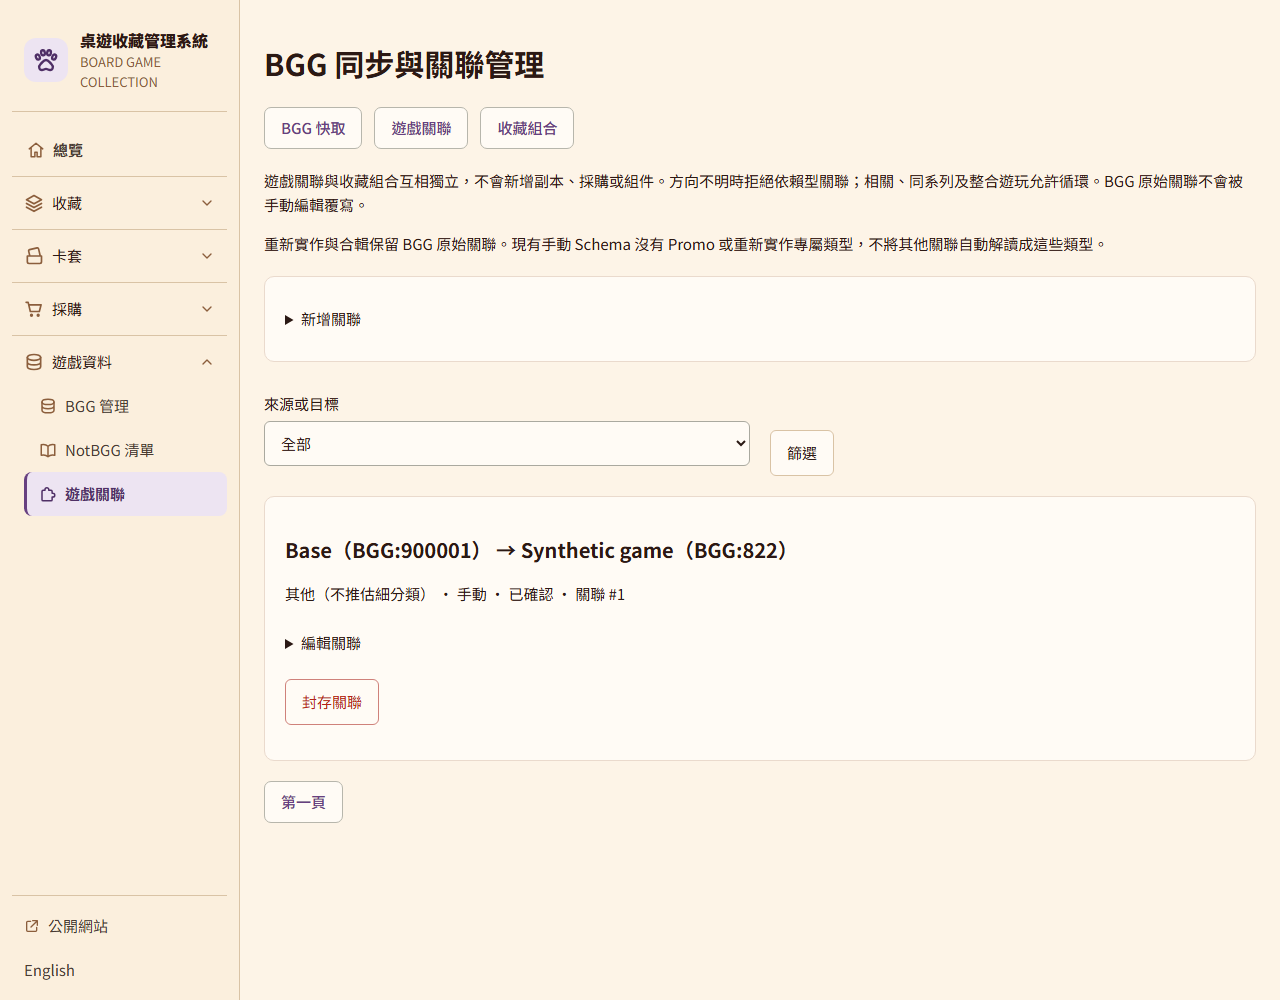 桌遊收藏管理系統
BOARD GAME
COLLECTION
總覽
收藏
卡套
採購
遊戲資料
BGG 管理
NotBGG 清單
遊戲關聯
公開網站
English
BGG 同步與關聯管理
BGG 快取
遊戲關聯
收藏組合
遊戲關聯與收藏組合互相獨立，不會新增副本、採購或組件。方向不明時拒絕依賴型關聯；相關、同系列及整合遊玩允許循環。BGG 原始關聯不會被
手動編輯覆寫。
重新實作與合輯保留 BGG 原始關聯。現有手動 Schema 沒有 Promo 或重新實作專屬類型，不將其他關聯自動解讀成這些類型。
新增關聯
來源或目標
全部
篩選
Base（BGG:900001） → Synthetic game（BGG:822）
其他（不推估細分類） ・ 手動 ・ 已確認 ・ 關聯 #1
編輯關聯
封存關聯
第一頁